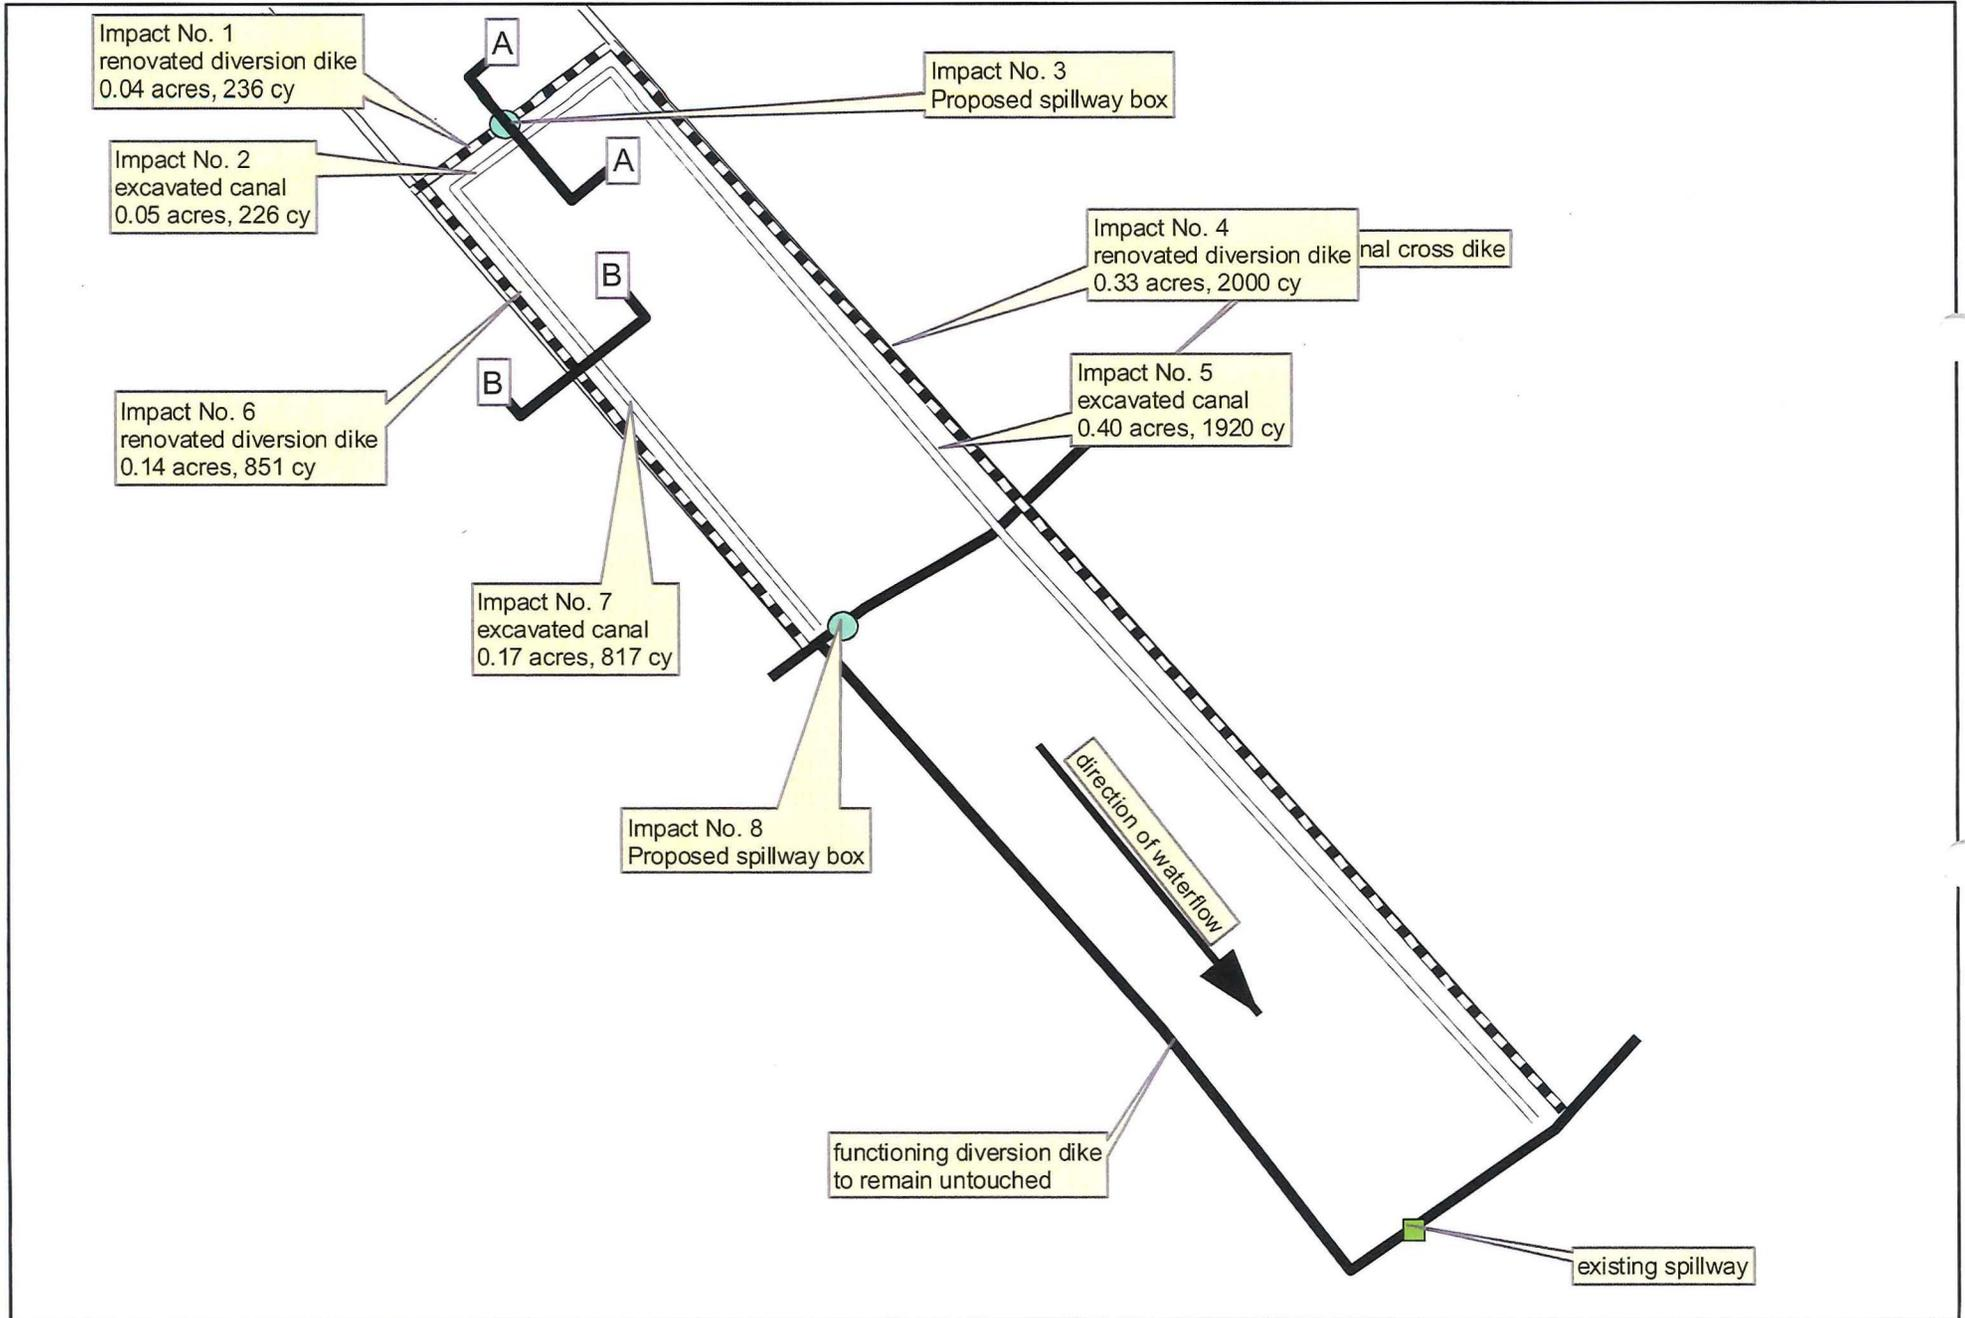 Impact No. 1
renovated diversion dike
0.04 acres, 236 cy
A
Impact No. 3
Proposed spillway box
Impact No. 2
excavated canal
0.05 acres, 226 cy
A
Impact No. 4
renovated diversion dike
0.33 acres, 2000 cy
nal cross dike
B
B
Impact No. 5
excavated canal
0.40 acres, 1920 cy
Impact No. 6
renovated diversion dike
0.14 acres, 851 cy
Impact No. 7
excavated canal
0.17 acres, 817 cy
Impact No. 8
Proposed spillway box
direction of waterflow
functioning diversion dike
to remain untouched
existing spillway